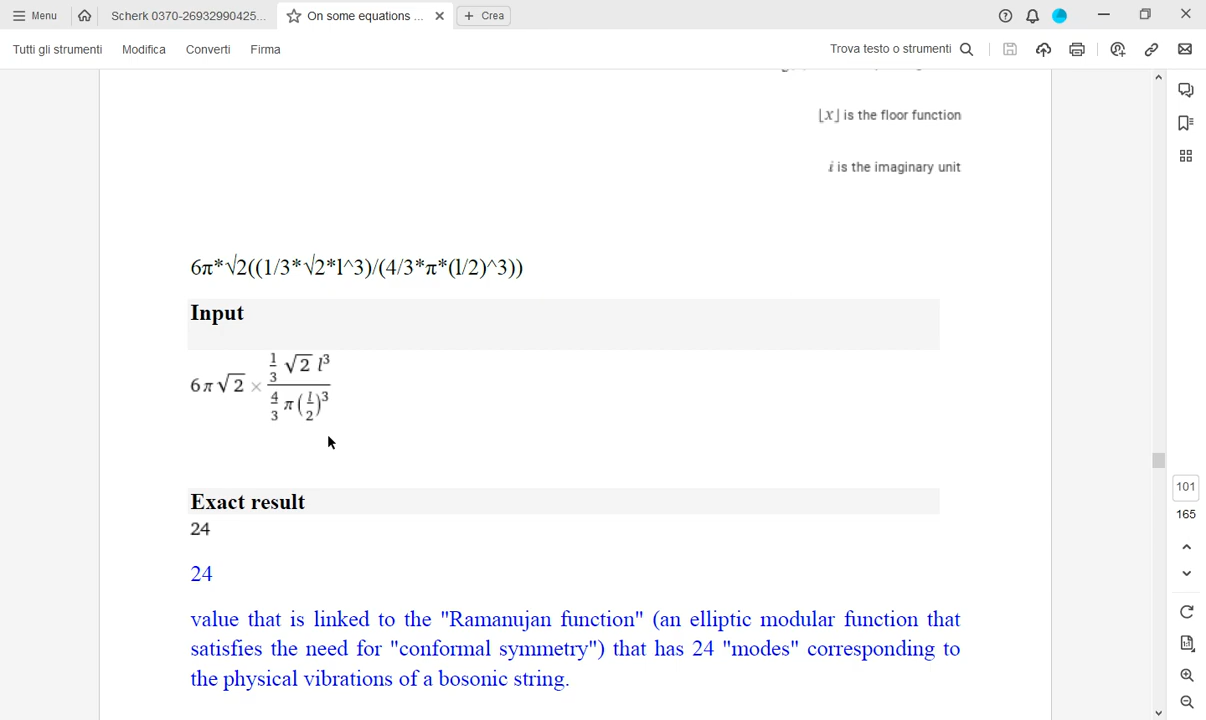 Menu
Scherk 0370-26932990425...
On some equations ...
Crea
Tutti gli strumenti
Modifica
Converti
Firma
Trova testo o strumenti
⌊x⌋ is the floor function
i is the imaginary unit
6π*√2((1/3*√2*l^3)/(4/3*π*(l/2)^3))
Input
6 π √2 × (1/3 √2 l³)/(4/3 π (l/2)³)
Exact result
24
24
value that is linked to the "Ramanujan function" (an elliptic modular function that
satisfies the need for "conformal symmetry") that has 24 "modes" corresponding to
the physical vibrations of a bosonic string.
101
165